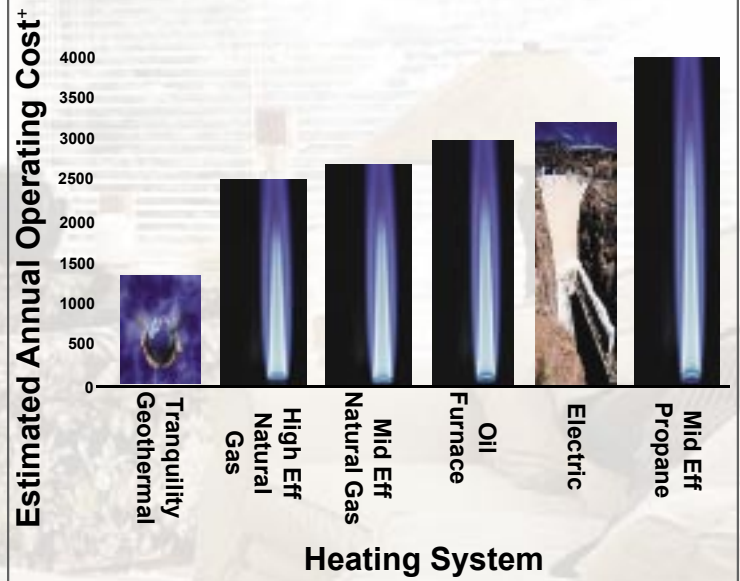 Estimated Annual Operating Cost+
4000
3500
3000
2500
2000
1500
1000
500
0
Tranquility
Geothermal
High Eff
Natural
Gas
Mid Eff
Natural Gas
Oil
Furnace
Electric
Mid Eff
Propane
Heating System